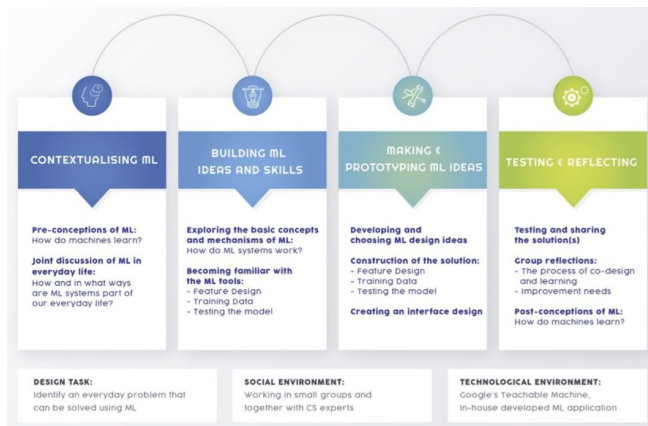 CONTEXTUALISING ML
Pre-conceptions of ML:
How do machines learn?
Joint discussion of ML in
everyday life:
How and in what ways
are ML systems part of
our everyday life?
BUILDING ML
IDEAS AND SKILLS
Exploring the basic concepts
and mechanisms of ML:
How do ML systems work?
Becoming familiar with
the ML tools:
- Feature Design
- Training Data
- Testing the model
MAKING &
PROTOTYPING ML IDEAS
Developing and
choosing ML design ideas
Construction of the solution:
- Feature Design
- Training Data
- Testing the model
Creating an interface design
TESTING & REFLECTING
Testing and sharing
the solution(s)
Group reflections:
- The process of co-design
and learning
- Improvement needs
Post-conceptions of ML:
How do machines learn?
DESIGN TASK:
Identify an everyday problem that
can be solved using ML
SOCIAL ENVIRONMENT:
Working in small groups and
together with CS experts
TECHNOLOGICAL ENVIRONMENT:
Google's Teachable Machine,
In-house developed ML application